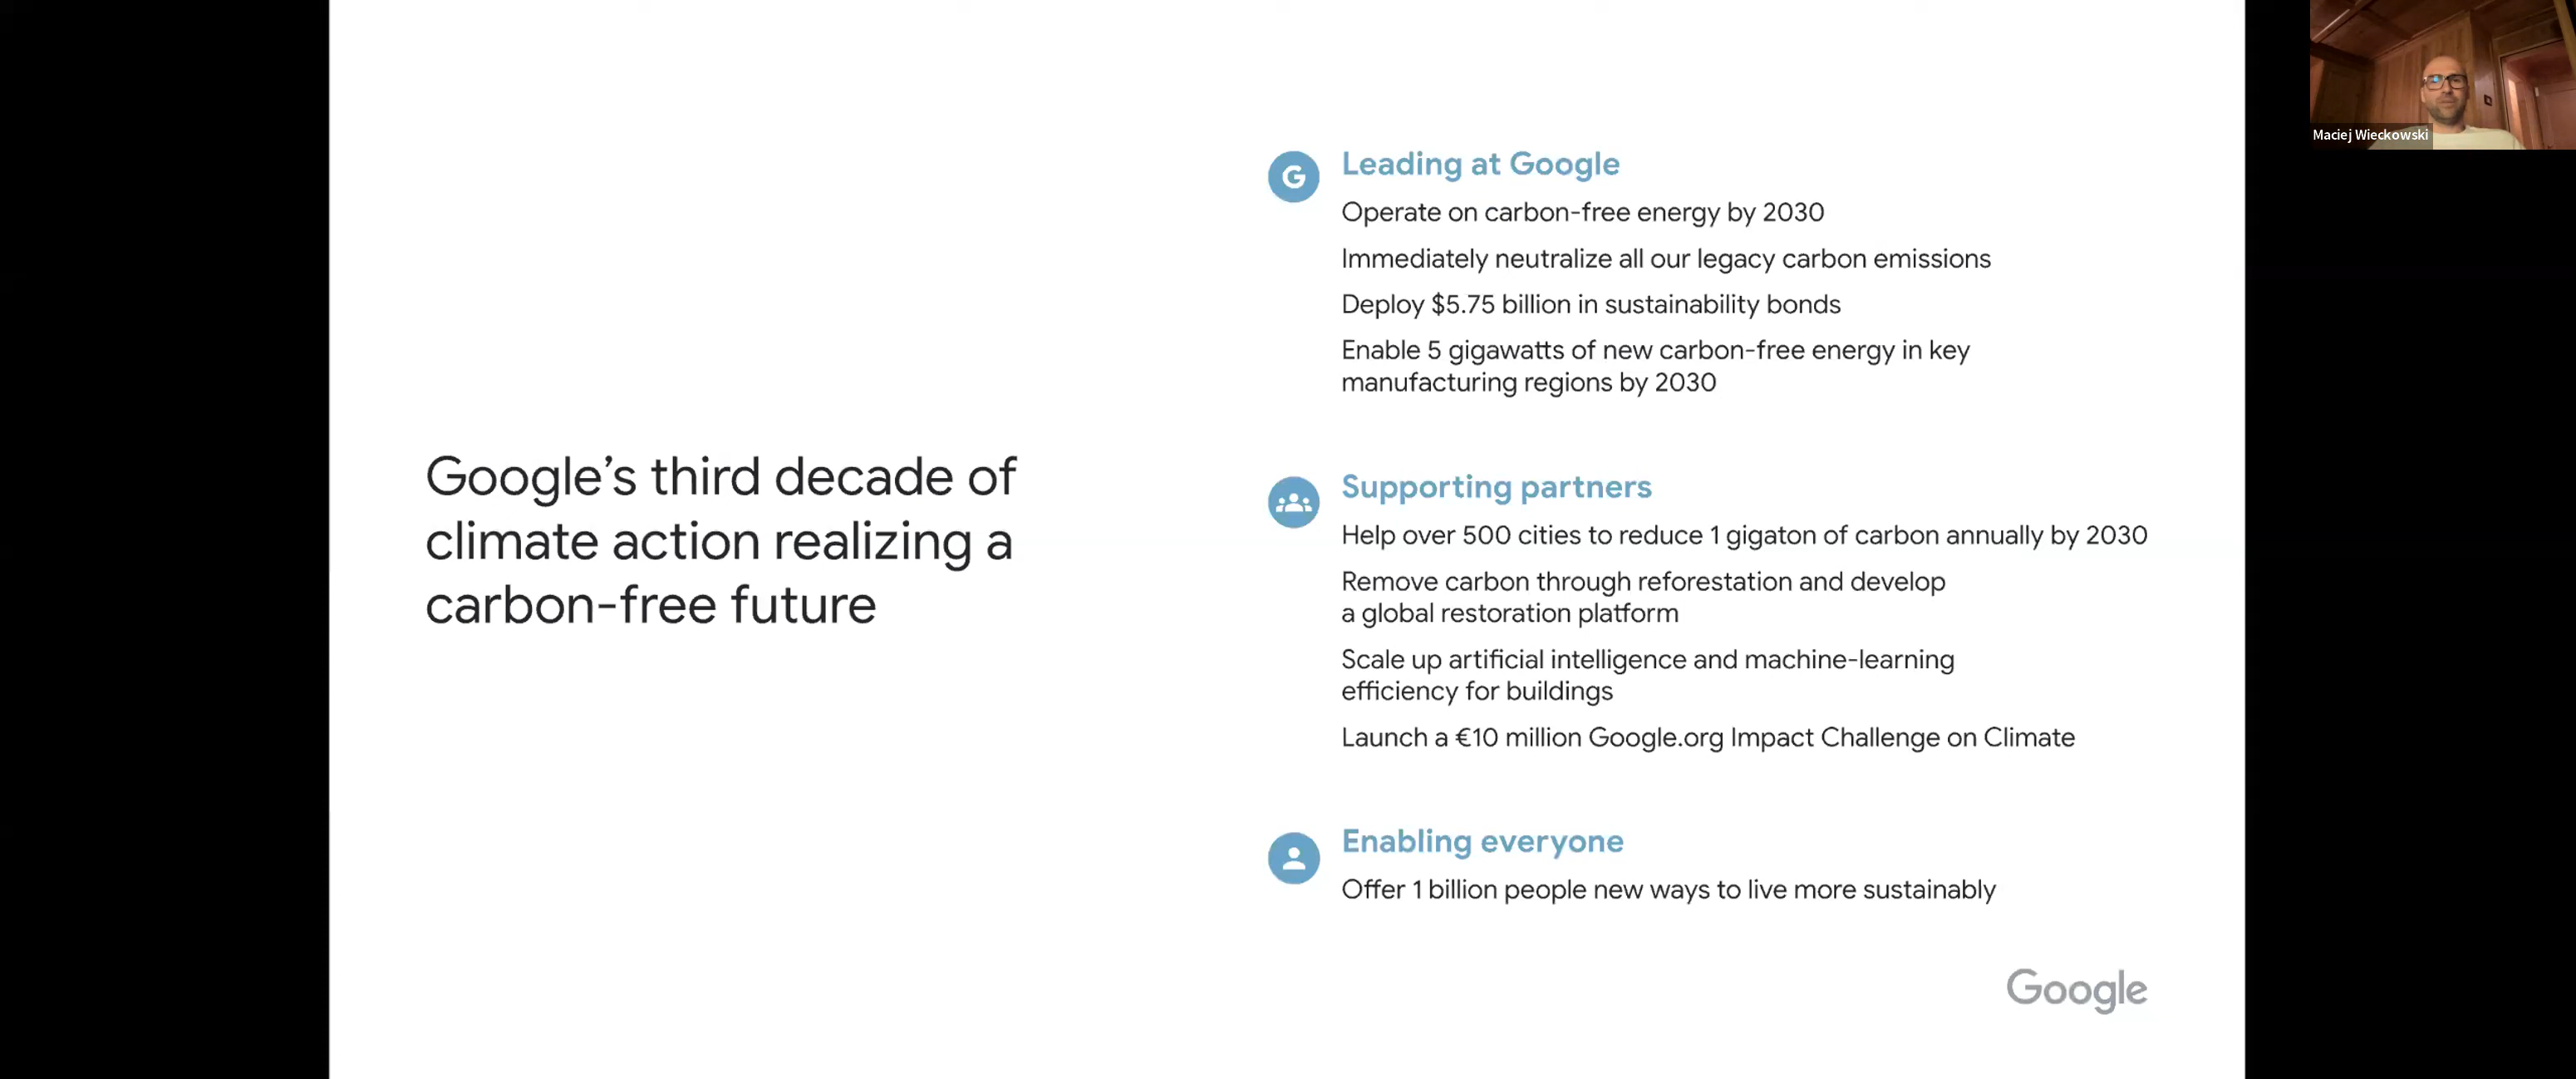 Google’s third decade of
climate action realizing a
carbon-free future
G
Leading at Google
Operate on carbon-free energy by 2030
Immediately neutralize all our legacy carbon emissions
Deploy $5.75 billion in sustainability bonds
Enable 5 gigawatts of new carbon-free energy in key
manufacturing regions by 2030
Supporting partners
Help over 500 cities to reduce 1 gigaton of carbon annually by 2030
Remove carbon through reforestation and develop
a global restoration platform
Scale up artificial intelligence and machine-learning
efficiency for buildings
Launch a €10 million Google.org Impact Challenge on Climate
Enabling everyone
Offer 1 billion people new ways to live more sustainably
Google
Maciej Wieckowski